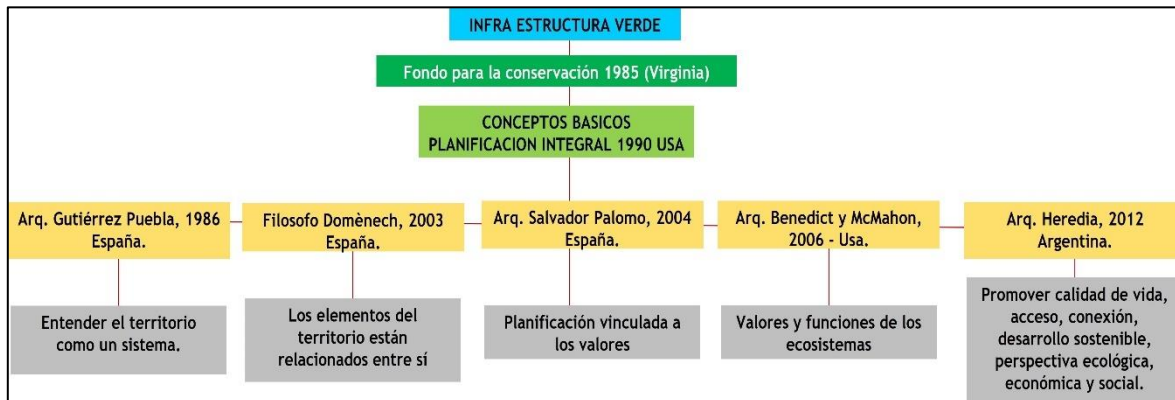 INFRA ESTRUCTURA VERDE
Fondo para la conservación 1985 (Virginia)
CONCEPTOS BASICOS
PLANIFICACION INTEGRAL 1990 USA
Arq. Gutiérrez Puebla, 1986
España.
Filosofo Domènech, 2003
España.
Arq. Salvador Palomo, 2004
España.
Arq. Benedict y McMahon,
2006 - Usa.
Arq. Heredia, 2012
Argentina.
Entender el territorio
como un sistema.
Los elementos del
territorio están
relacionados entre sí
Planificación vinculada a
los valores
Valores y funciones de los
ecosistemas
Promover calidad de vida,
acceso, conexión,
desarrollo sostenible,
perspectiva ecológica,
económica y social.